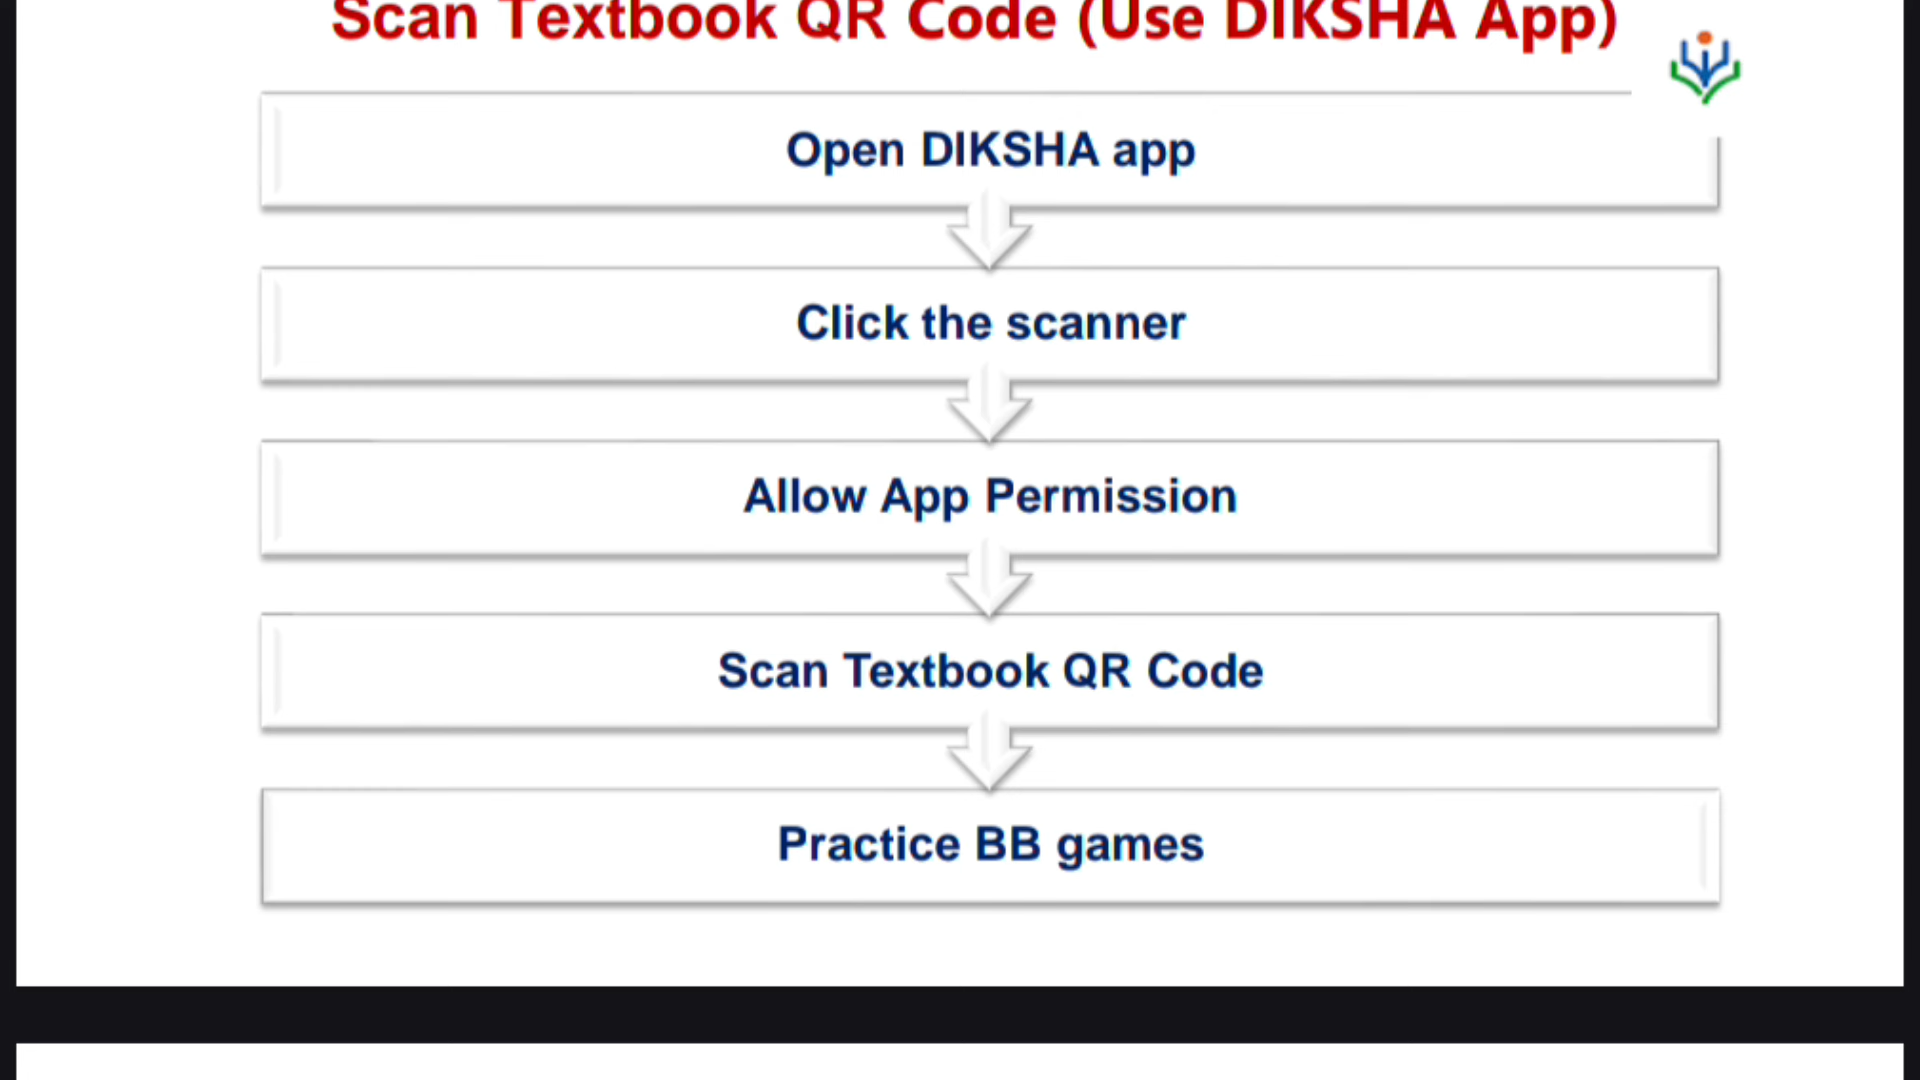 Scan Textbook QR Code (Use DIKSHA App)
Open DIKSHA app
Click the scanner
Allow App Permission
Scan Textbook QR Code
Practice BB games